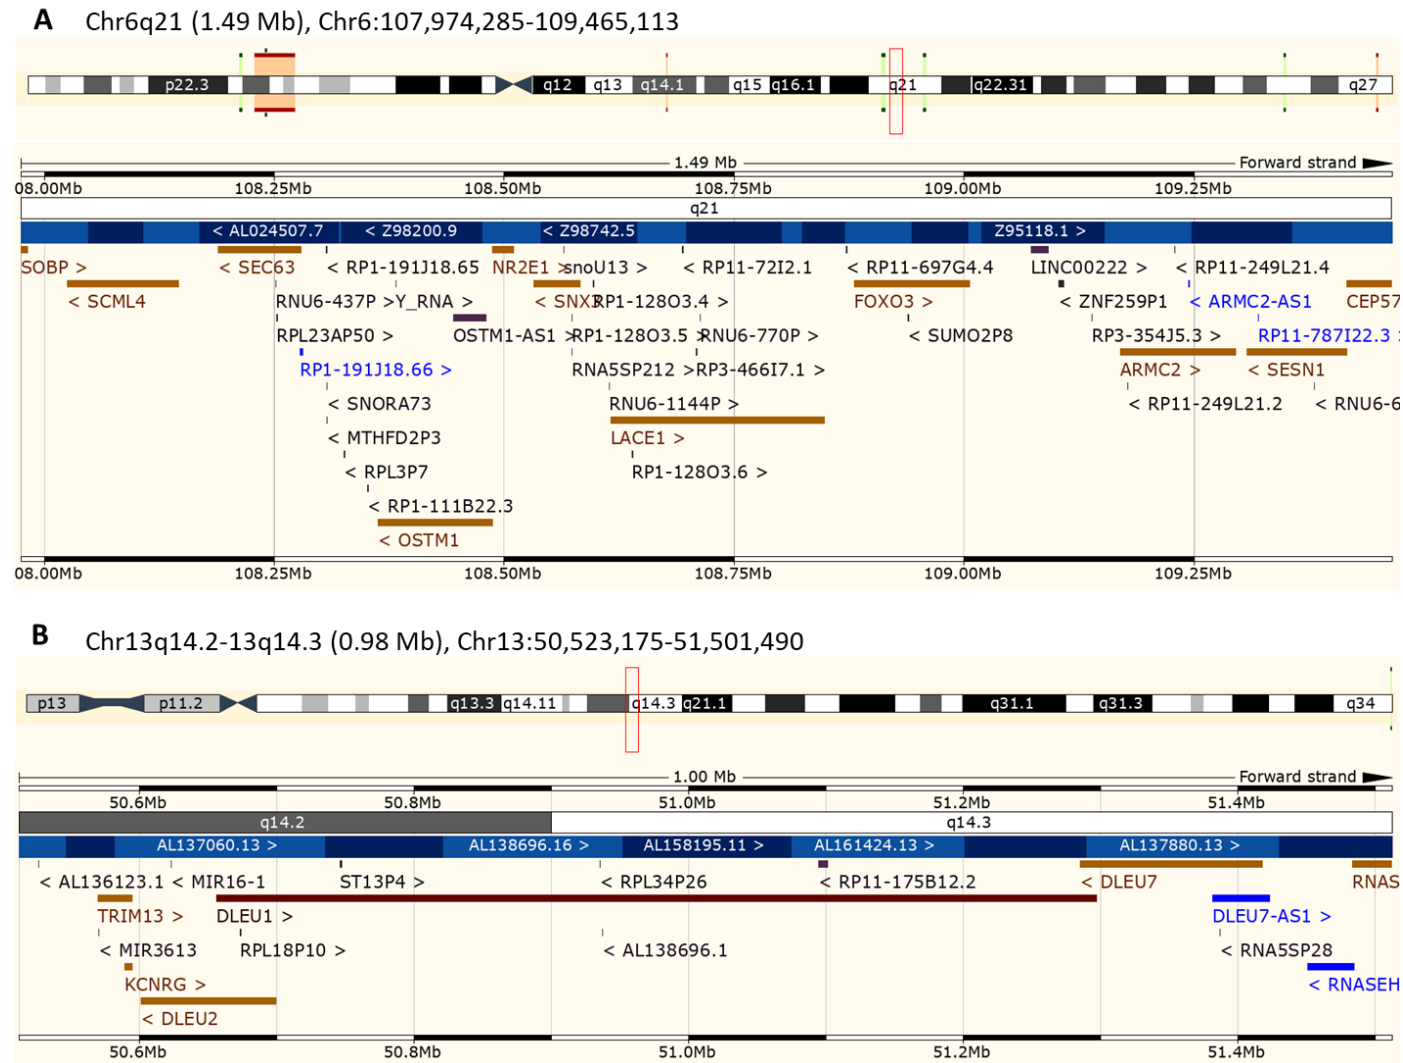 A Chr6q21 (1.49 Mb), Chr6:107,974,285-109,465,113
p22.3 q12 q13 q14.1 q15 q16.1 q21 q22.31 q27
1.49 Mb Forward strand
08.00Mb 108.25Mb 108.50Mb 108.75Mb 109.00Mb 109.25Mb
q21
< AL024507.7 < Z98200.9 < Z98742.5 Z95118.1 >
SOBP > < SEC63 < RP1-191J18.65 NR2E1 > snoU13 > < RP11-72I2.1 < RP11-697G4.4 LINC00222 > < RP11-249L21.4
< SCML4 RNU6-437P > Y_RNA > < SNX3 RP1-128O3.4 > FOXO3 > < ZNF259P1 < ARMC2-AS1 CEP57
RPL23AP50 > OSTM1-AS1 > RP1-128O3.5 > RNU6-770P > < SUMO2P8 RP3-354J5.3 > RP11-787I22.3 >
RP1-191J18.66 > RNA5SP212 > RP3-466I7.1 > ARMC2 > < SESN1
< SNORA73 RNU6-1144P > < RP11-249L21.2 < RNU6-6
< MTHFD2P3 LACE1 >
< RPL3P7 RP1-128O3.6 >
< RP1-111B22.3
< OSTM1
08.00Mb 108.25Mb 108.50Mb 108.75Mb 109.00Mb 109.25Mb
B Chr13q14.2-13q14.3 (0.98 Mb), Chr13:50,523,175-51,501,490
p13 p11.2 q13.3 q14.11 q14.3 q21.1 q31.1 q31.3 q34
1.00 Mb Forward strand
50.6Mb 50.8Mb 51.0Mb 51.2Mb 51.4Mb
q14.2 q14.3
AL137060.13 > AL138696.16 > AL158195.11 > AL161424.13 > AL137880.13 >
< AL136123.1 < MIR16-1 ST13P4 > < RPL34P26 < RP11-175B12.2 < DLEU7 RNAS
TRIM13 > DLEU1 > DLEU7-AS1 >
< MIR3613 RPL18P10 > < AL138696.1 < RNA5SP28
KCNRG > < RNASEH
< DLEU2
50.6Mb 50.8Mb 51.0Mb 51.2Mb 51.4Mb